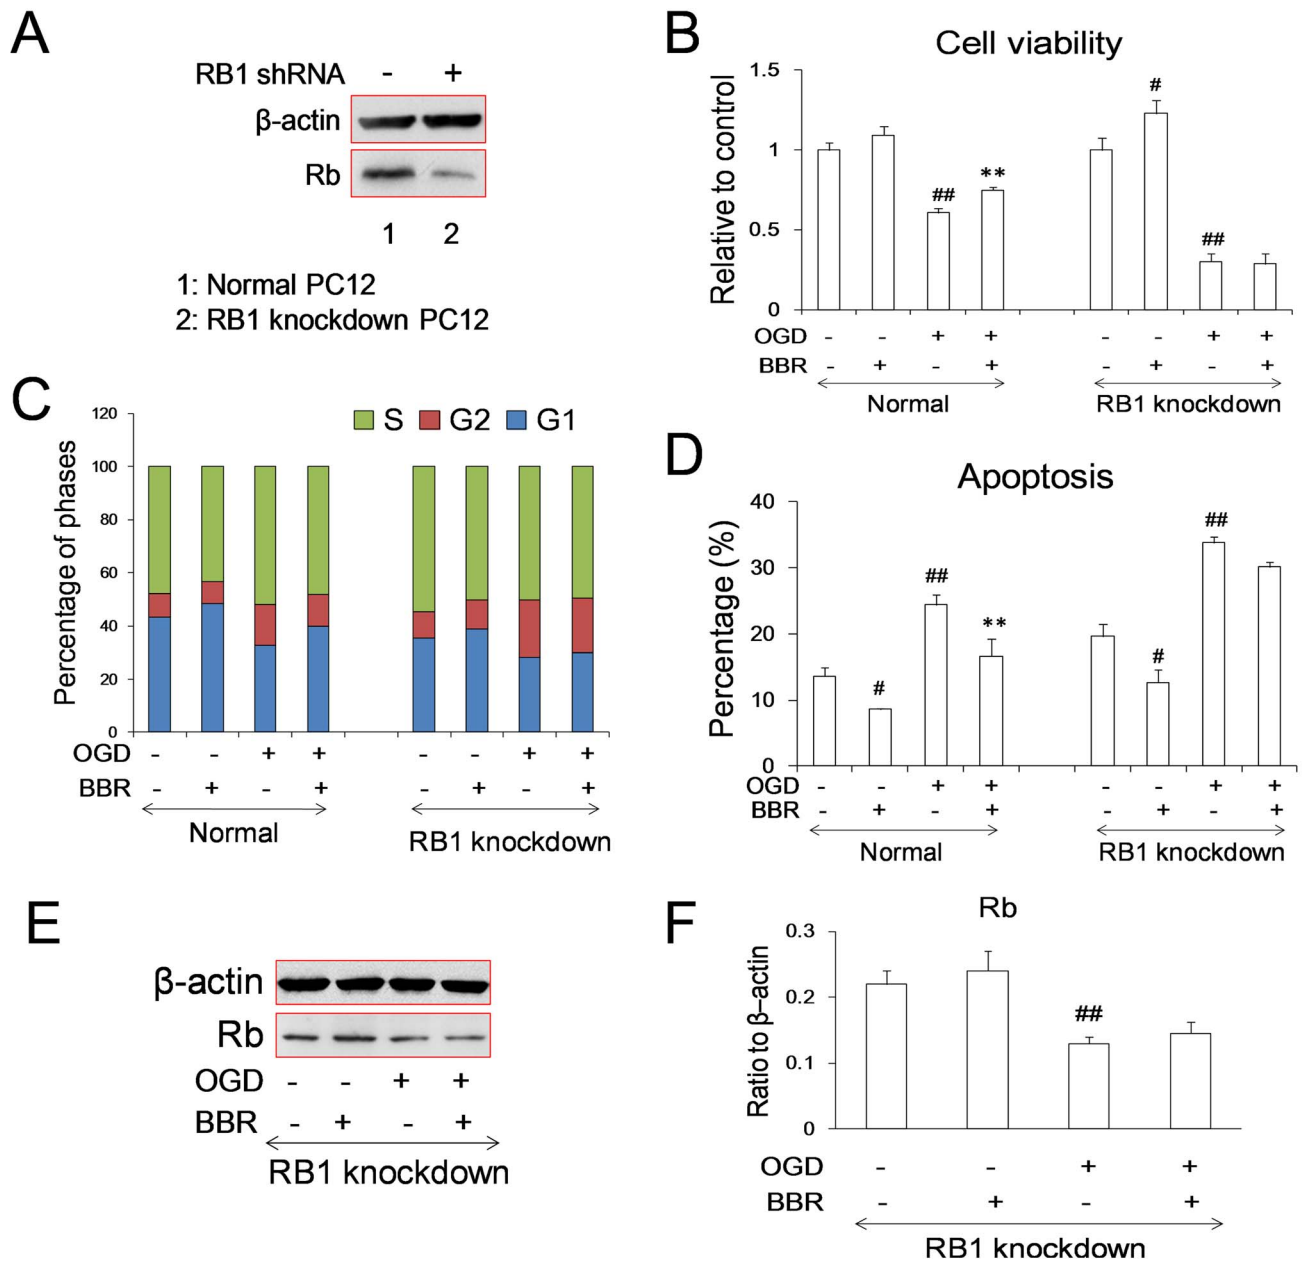 A
RB1 shRNA - +
β-actin
Rb
1 2
1: Normal PC12
2: RB1 knockdown PC12
B
Cell viability
Relative to control
1.5
1
0.5
0
#
##
**
##
OGD - - + + - - + +
BBR - + - + - + - +
Normal RB1 knockdown
C
Percentage of phases
120
100
80
60
40
20
0
S G2 G1
OGD - - + + - - + +
BBR - + - + - + - +
Normal RB1 knockdown
D
Apoptosis
Percentage (%)
40
30
20
10
0
#
##
**
#
##
OGD - - + + - - + +
BBR - + - + - + - +
Normal RB1 knockdown
E
β-actin
Rb
OGD - - + +
BBR - + - +
RB1 knockdown
F
Rb
Ratio to β-actin
0.3
0.2
0.1
0
##
OGD - - + +
BBR - + - +
RB1 knockdown